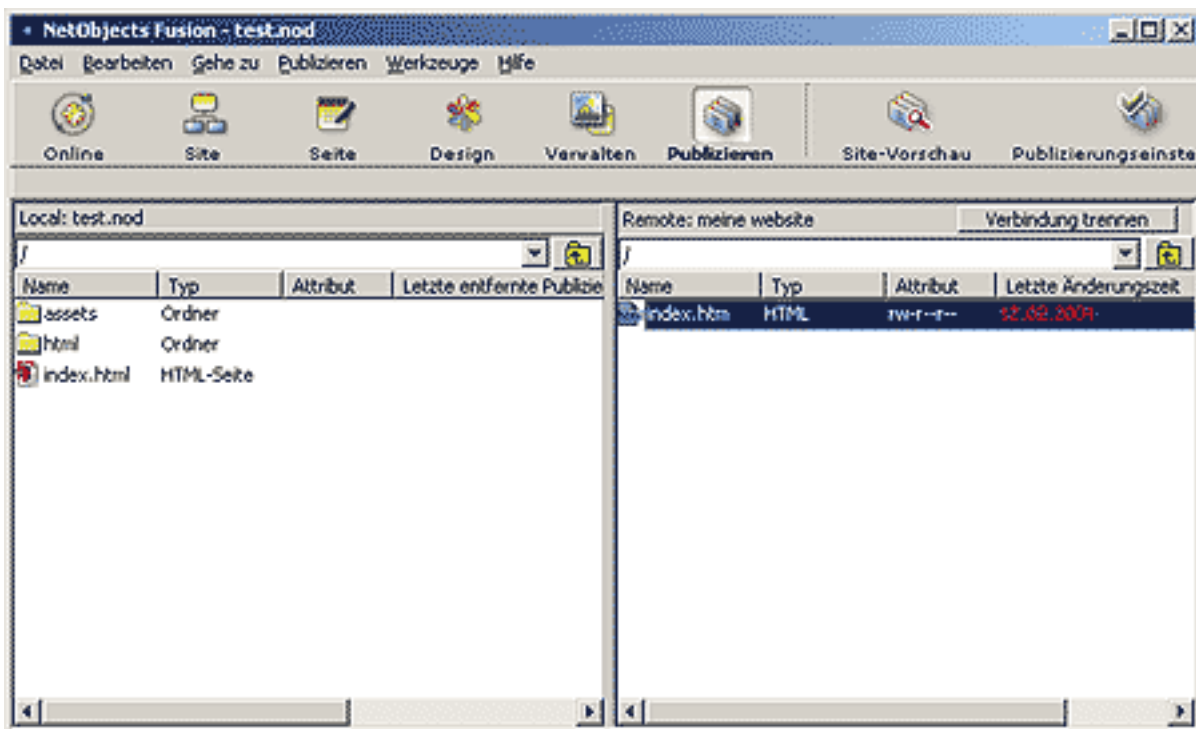 NetObjects Fusion - test.nod
Datei Bearbeiten Gehe zu Publizieren Werkzeuge Hilfe
Online Site Seite Design Verwalten Publizieren Site-Vorschau Publizierungseinste
Local: test.nod
/
Name Typ Attribut Letzte entfernte Publizie
assets Ordner
html Ordner
index.html HTML-Seite
Remote: meine website Verbindung trennen
/
Name Typ Attribut Letzte Änderungszeit
index.htm HTML rw-r--r--